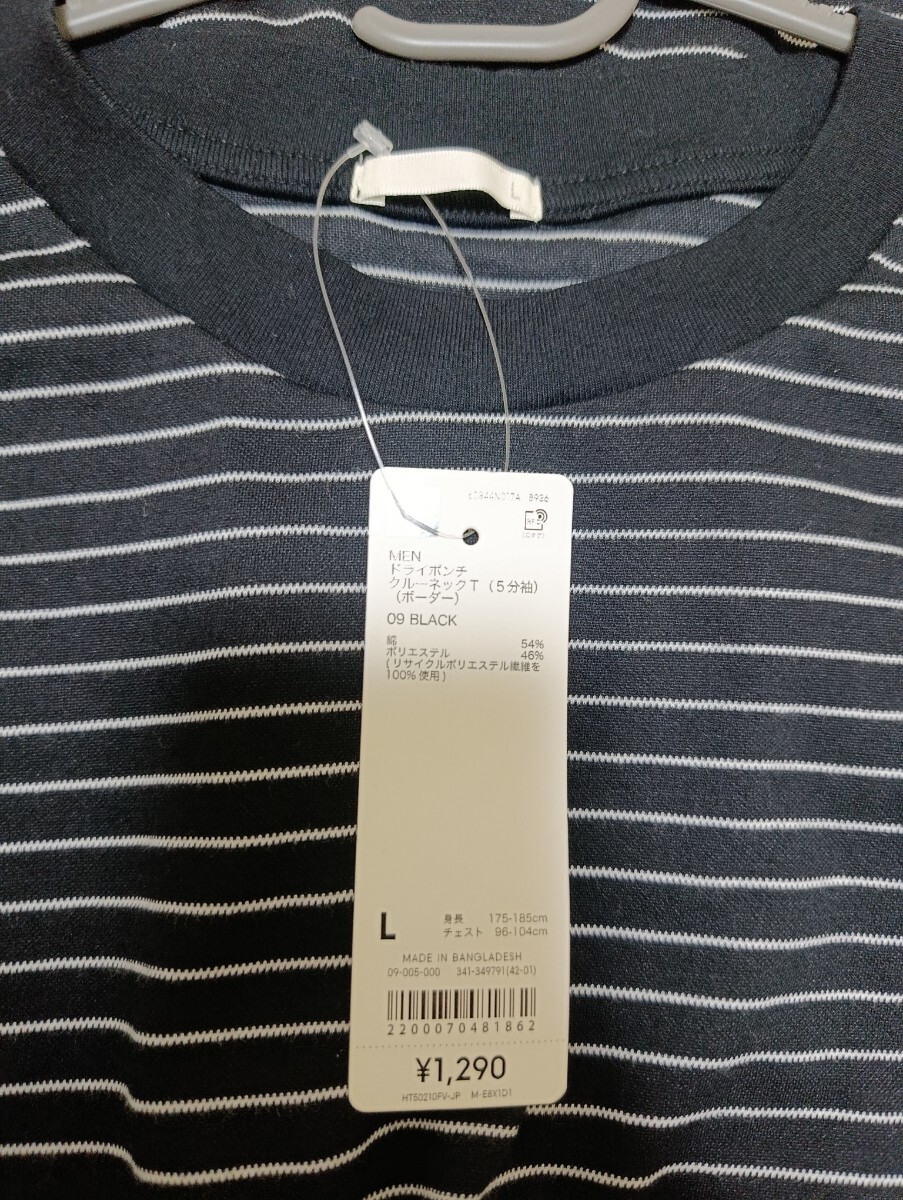 L
8936
MEN
ドライポンチ
クルーネックT（5分袖）
（ボーダー）
09 BLACK
綿 54%
ポリエステル 46%
(リサイクルポリエステル繊維を
100%使用)
L 身長 175-185cm
チェスト 96-104cm
MADE IN BANGLADESH
09-005-000 341-349791(42-01)
2200070481862
¥1,290
HT50210FV-JP M-E8X1D1